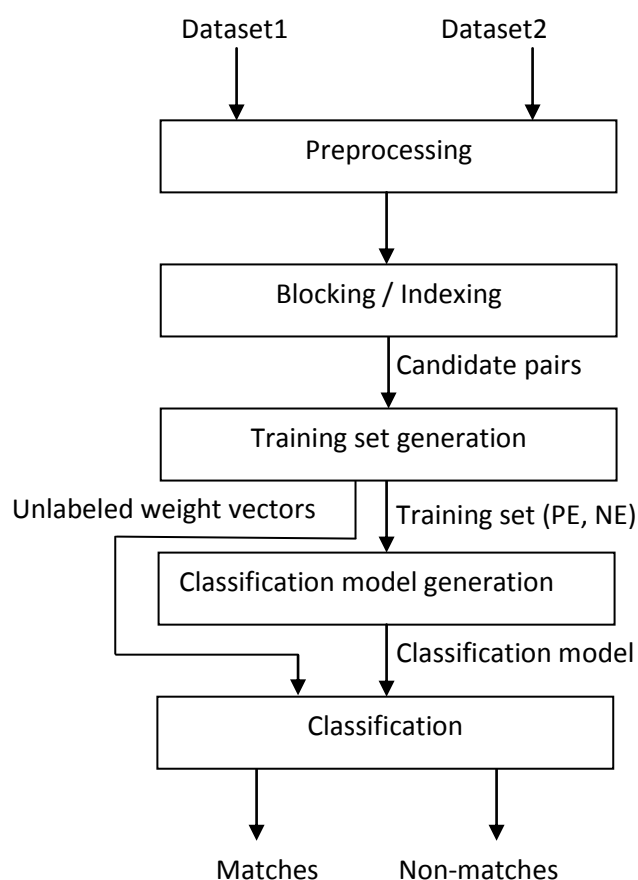 Dataset1
Dataset2
Preprocessing
Blocking / Indexing
Candidate pairs
Training set generation
Unlabeled weight vectors
Training set (PE, NE)
Classification model generation
Classification model
Classification
Matches
Non-matches